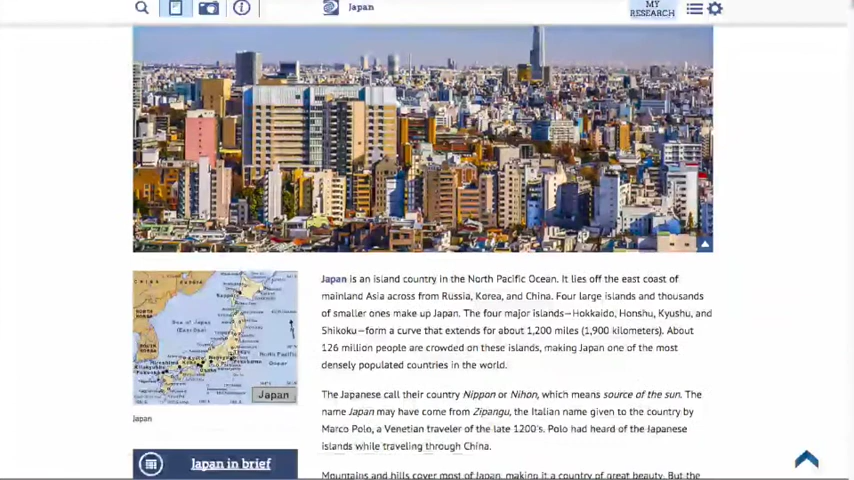 Japan
MY
RESEARCH
Japan is an island country in the North Pacific Ocean. It lies off the east coast of
mainland Asia across from Russia, Korea, and China. Four large islands and thousands
of smaller ones make up Japan. The four major islands—Hokkaido, Honshu, Kyushu, and
Shikoku—form a curve that extends for about 1,200 miles (1,900 kilometers). About
126 million people are crowded on these islands, making Japan one of the most
densely populated countries in the world.
Japan
Japan
The Japanese call their country Nippon or Nihon, which means source of the sun. The
name Japan may have come from Zipangu, the Italian name given to the country by
Marco Polo, a Venetian traveler of the late 1200's. Polo had heard of the Japanese
islands while traveling through China.
Japan in brief
Mountains and hills cover most of Japan, making it a country of great beauty. But the